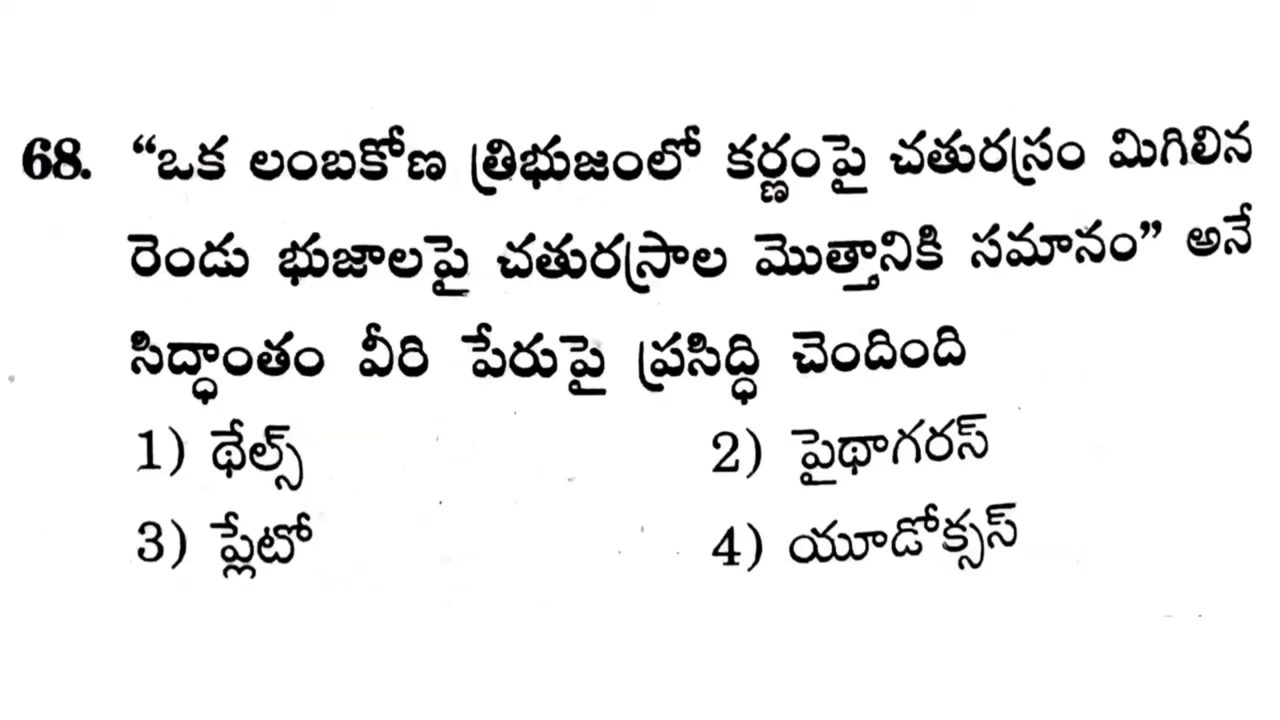 68. “ఒక లంబకోణ త్రిభుజంలో కర్ణంపై చతురస్రం మిగిలిన
రెండు భుజాలపై చతురస్రాల మొత్తానికి సమానం” అనే
సిద్ధాంతం వీరి పేరుపై ప్రసిద్ధి చెందింది
1) థేల్స్ 2) పైథాగరస్
3) ప్లేటో 4) యూడోక్సస్